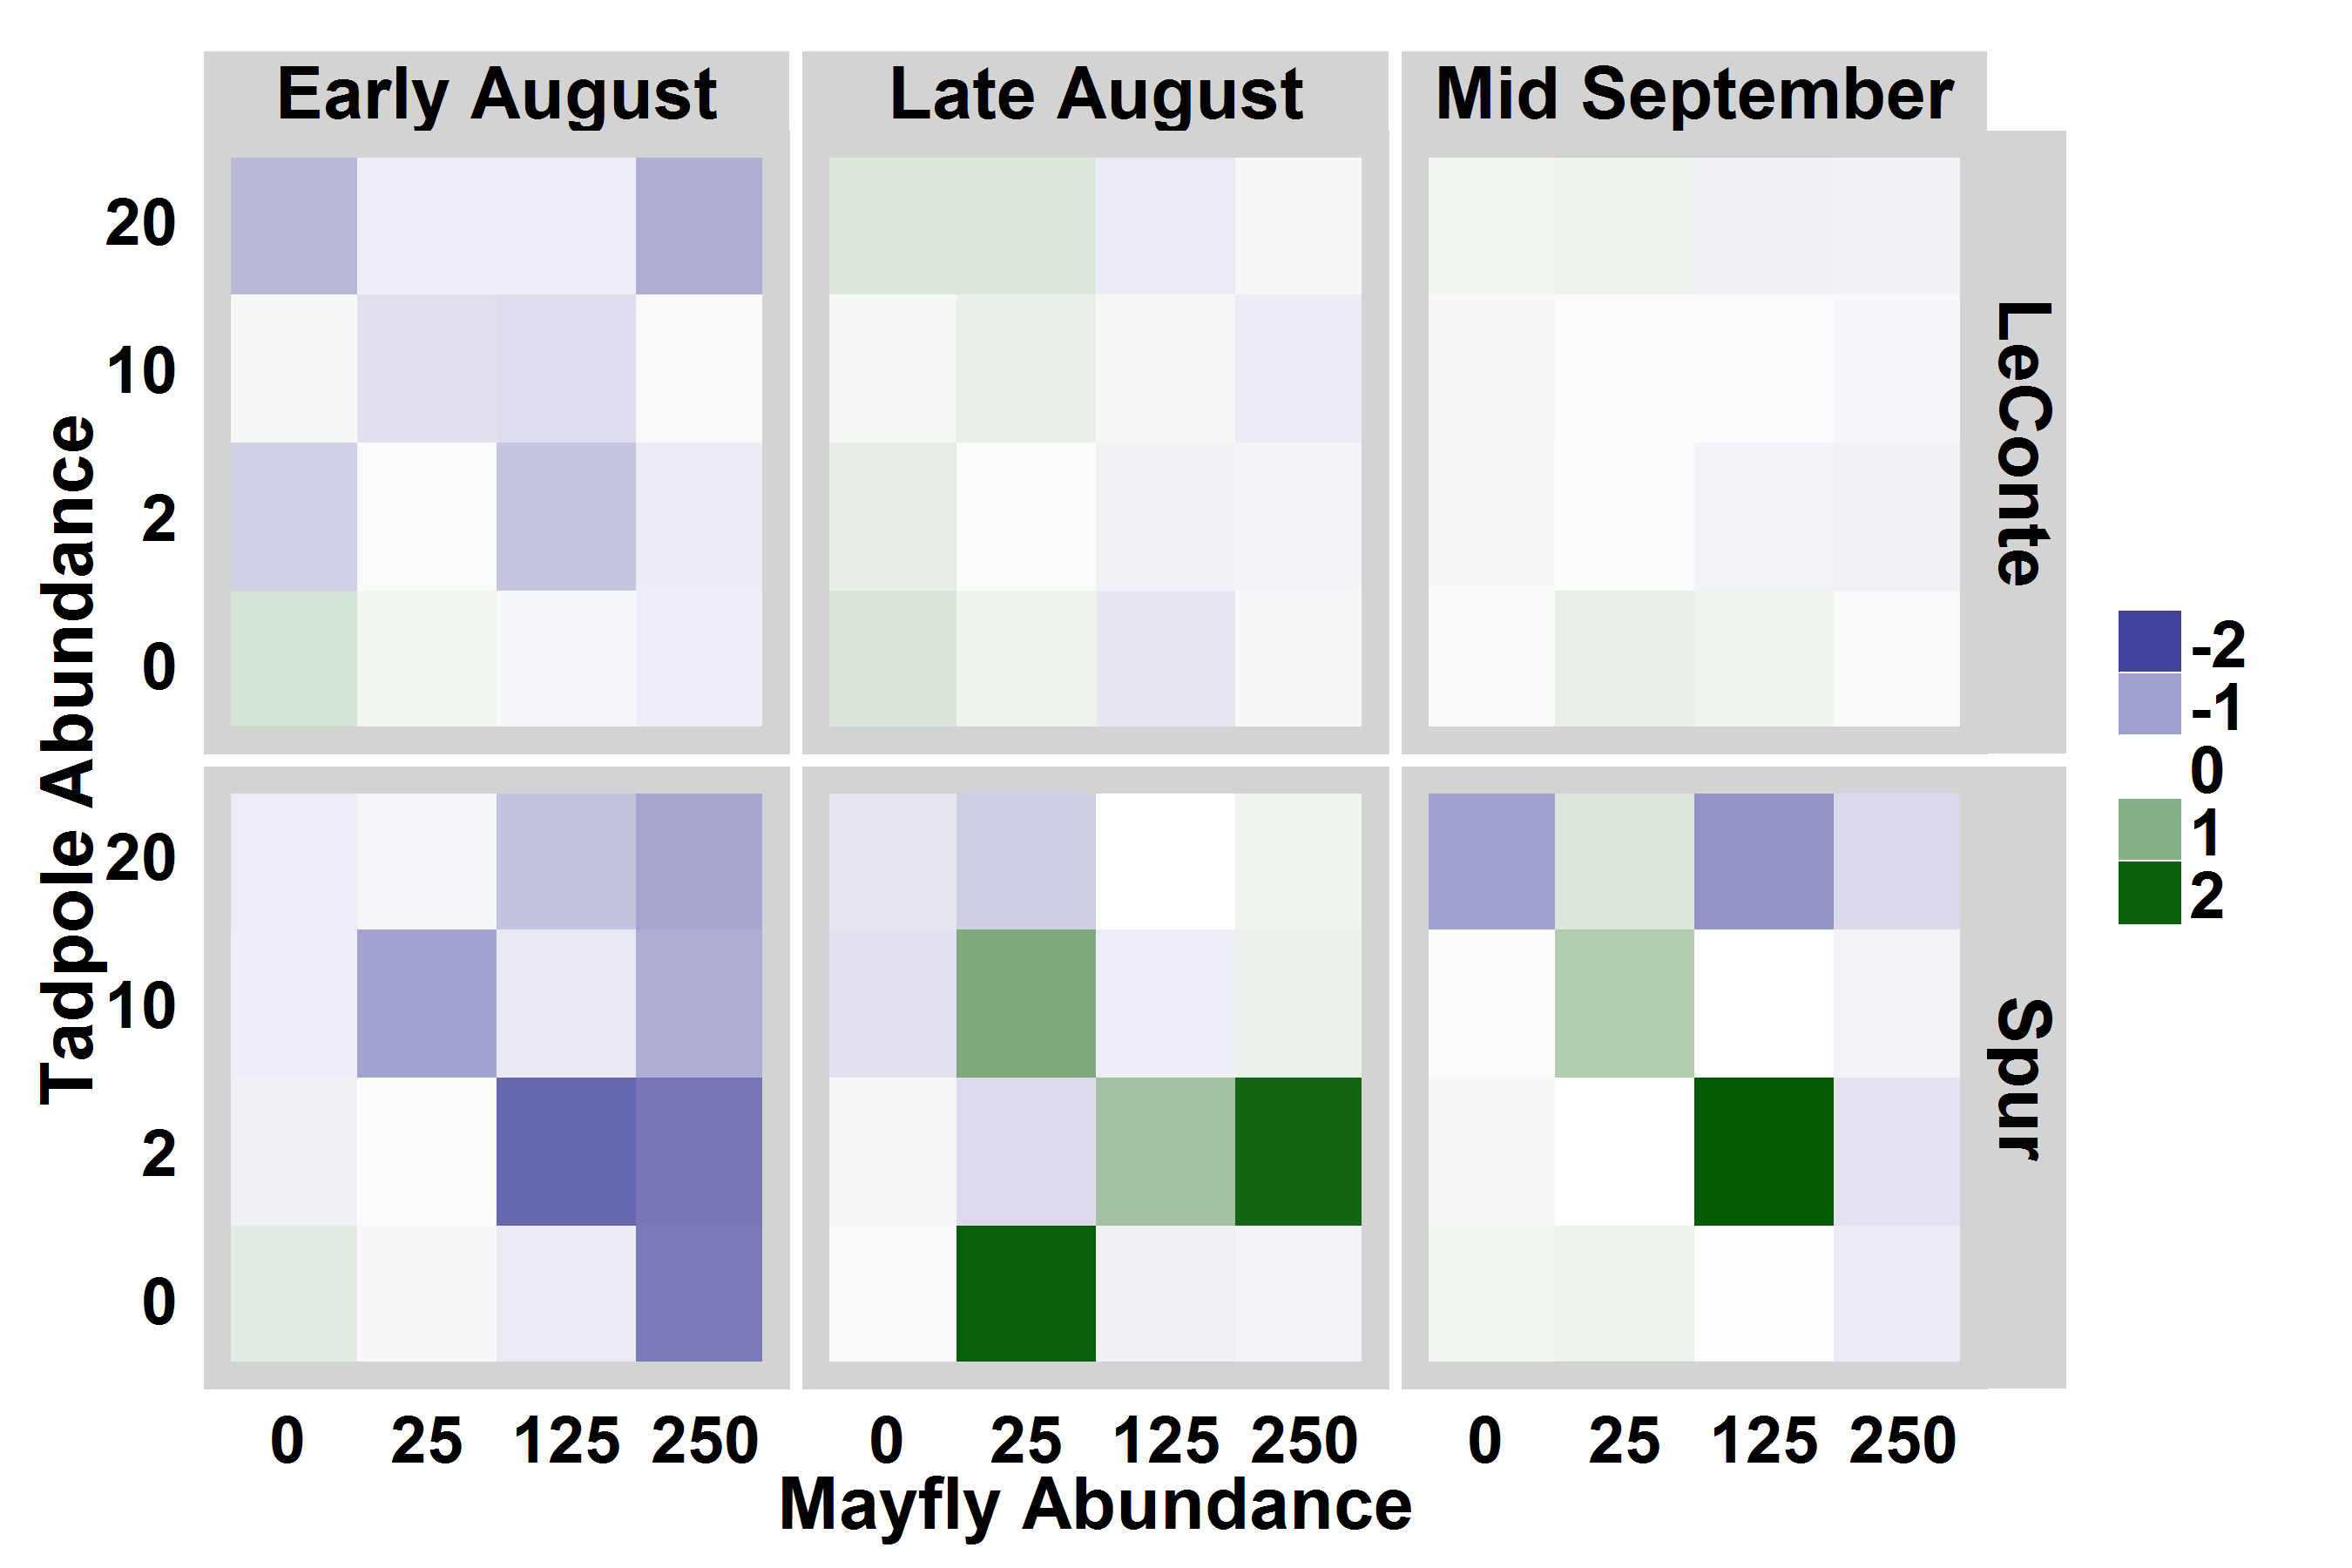 Early August Late August Mid September
Tadpole Abundance
20
10
2
0
LeConte
20
10
2
0
Spur
-2
-1
0
1
2
0 25 125 250 0 25 125 250 0 25 125 250
Mayfly Abundance